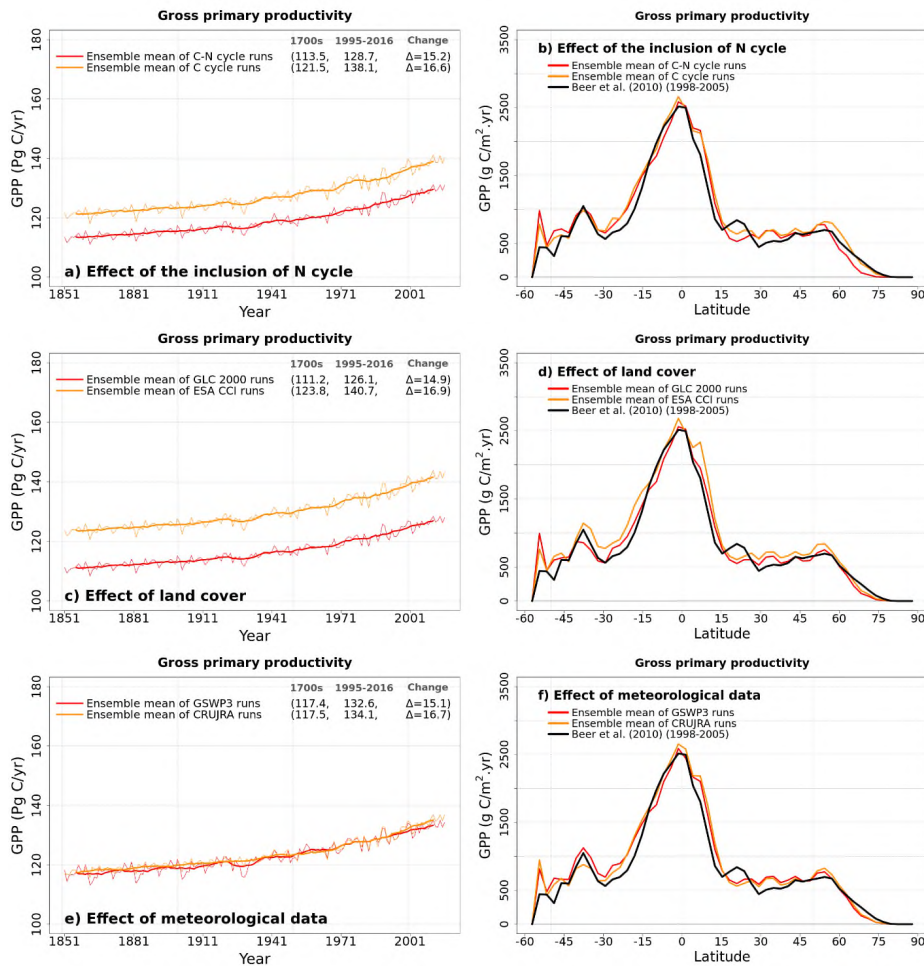 Gross primary productivity
1700s 1995-2016 Change
Ensemble mean of C-N cycle runs (113.5, 128.7, Δ=15.2)
Ensemble mean of C cycle runs (121.5, 138.1, Δ=16.6)
GPP (Pg C/yr)
180
160
140
120
100
a) Effect of the inclusion of N cycle
1851 1881 1911 1941 1971 2001
Year
Gross primary productivity
b) Effect of the inclusion of N cycle
Ensemble mean of C-N cycle runs
Ensemble mean of C cycle runs
Beer et al. (2010) (1998-2005)
GPP (g C/m².yr)
3500
2500
1500
500
0
-60 -45 -30 -15 0 15 30 45 60 75 90
Latitude
Gross primary productivity
1700s 1995-2016 Change
Ensemble mean of GLC 2000 runs (111.2, 126.1, Δ=14.9)
Ensemble mean of ESA CCI runs (123.8, 140.7, Δ=16.9)
GPP (Pg C/yr)
180
160
140
120
100
c) Effect of land cover
1851 1881 1911 1941 1971 2001
Year
Gross primary productivity
d) Effect of land cover
Ensemble mean of GLC 2000 runs
Ensemble mean of ESA CCI runs
Beer et al. (2010) (1998-2005)
GPP (g C/m².yr)
3500
2500
1500
500
0
-60 -45 -30 -15 0 15 30 45 60 75 90
Latitude
Gross primary productivity
1700s 1995-2016 Change
Ensemble mean of GSWP3 runs (117.4, 132.6, Δ=15.1)
Ensemble mean of CRUJRA runs (117.5, 134.1, Δ=16.7)
GPP (Pg C/yr)
180
160
140
120
100
e) Effect of meteorological data
1851 1881 1911 1941 1971 2001
Year
Gross primary productivity
f) Effect of meteorological data
Ensemble mean of GSWP3 runs
Ensemble mean of CRUJRA runs
Beer et al. (2010) (1998-2005)
GPP (g C/m².yr)
3500
2500
1500
500
0
-60 -45 -30 -15 0 15 30 45 60 75 90
Latitude